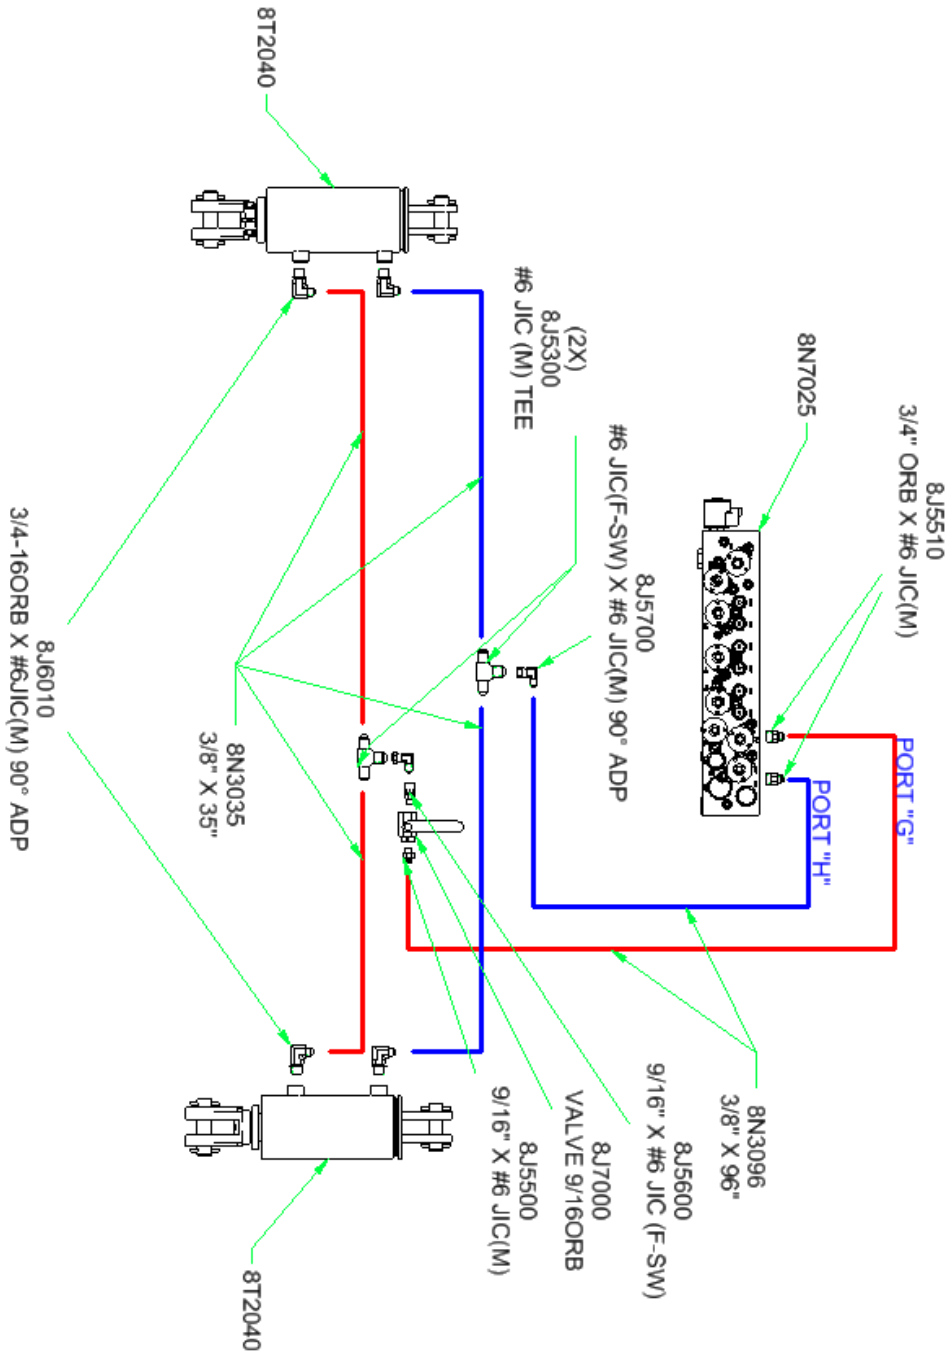 8J5510
3/4" ORB X #6 JIC(M)
8N7025
PORT "G"
PORT "H"
8J5700
#6 JIC(F-SW) X #6 JIC(M) 90° ADP
(2X)
8J5300
#6 JIC (M) TEE
8T2040
8N3096
3/8" X 96"
8J5600
9/16" X #6 JIC (F-SW)
8J7000
VALVE 9/16ORB
8J5500
9/16" X #6 JIC(M)
8N3035
3/8" X 35"
8J6010
3/4-16ORB X #6JIC(M) 90° ADP
8T2040